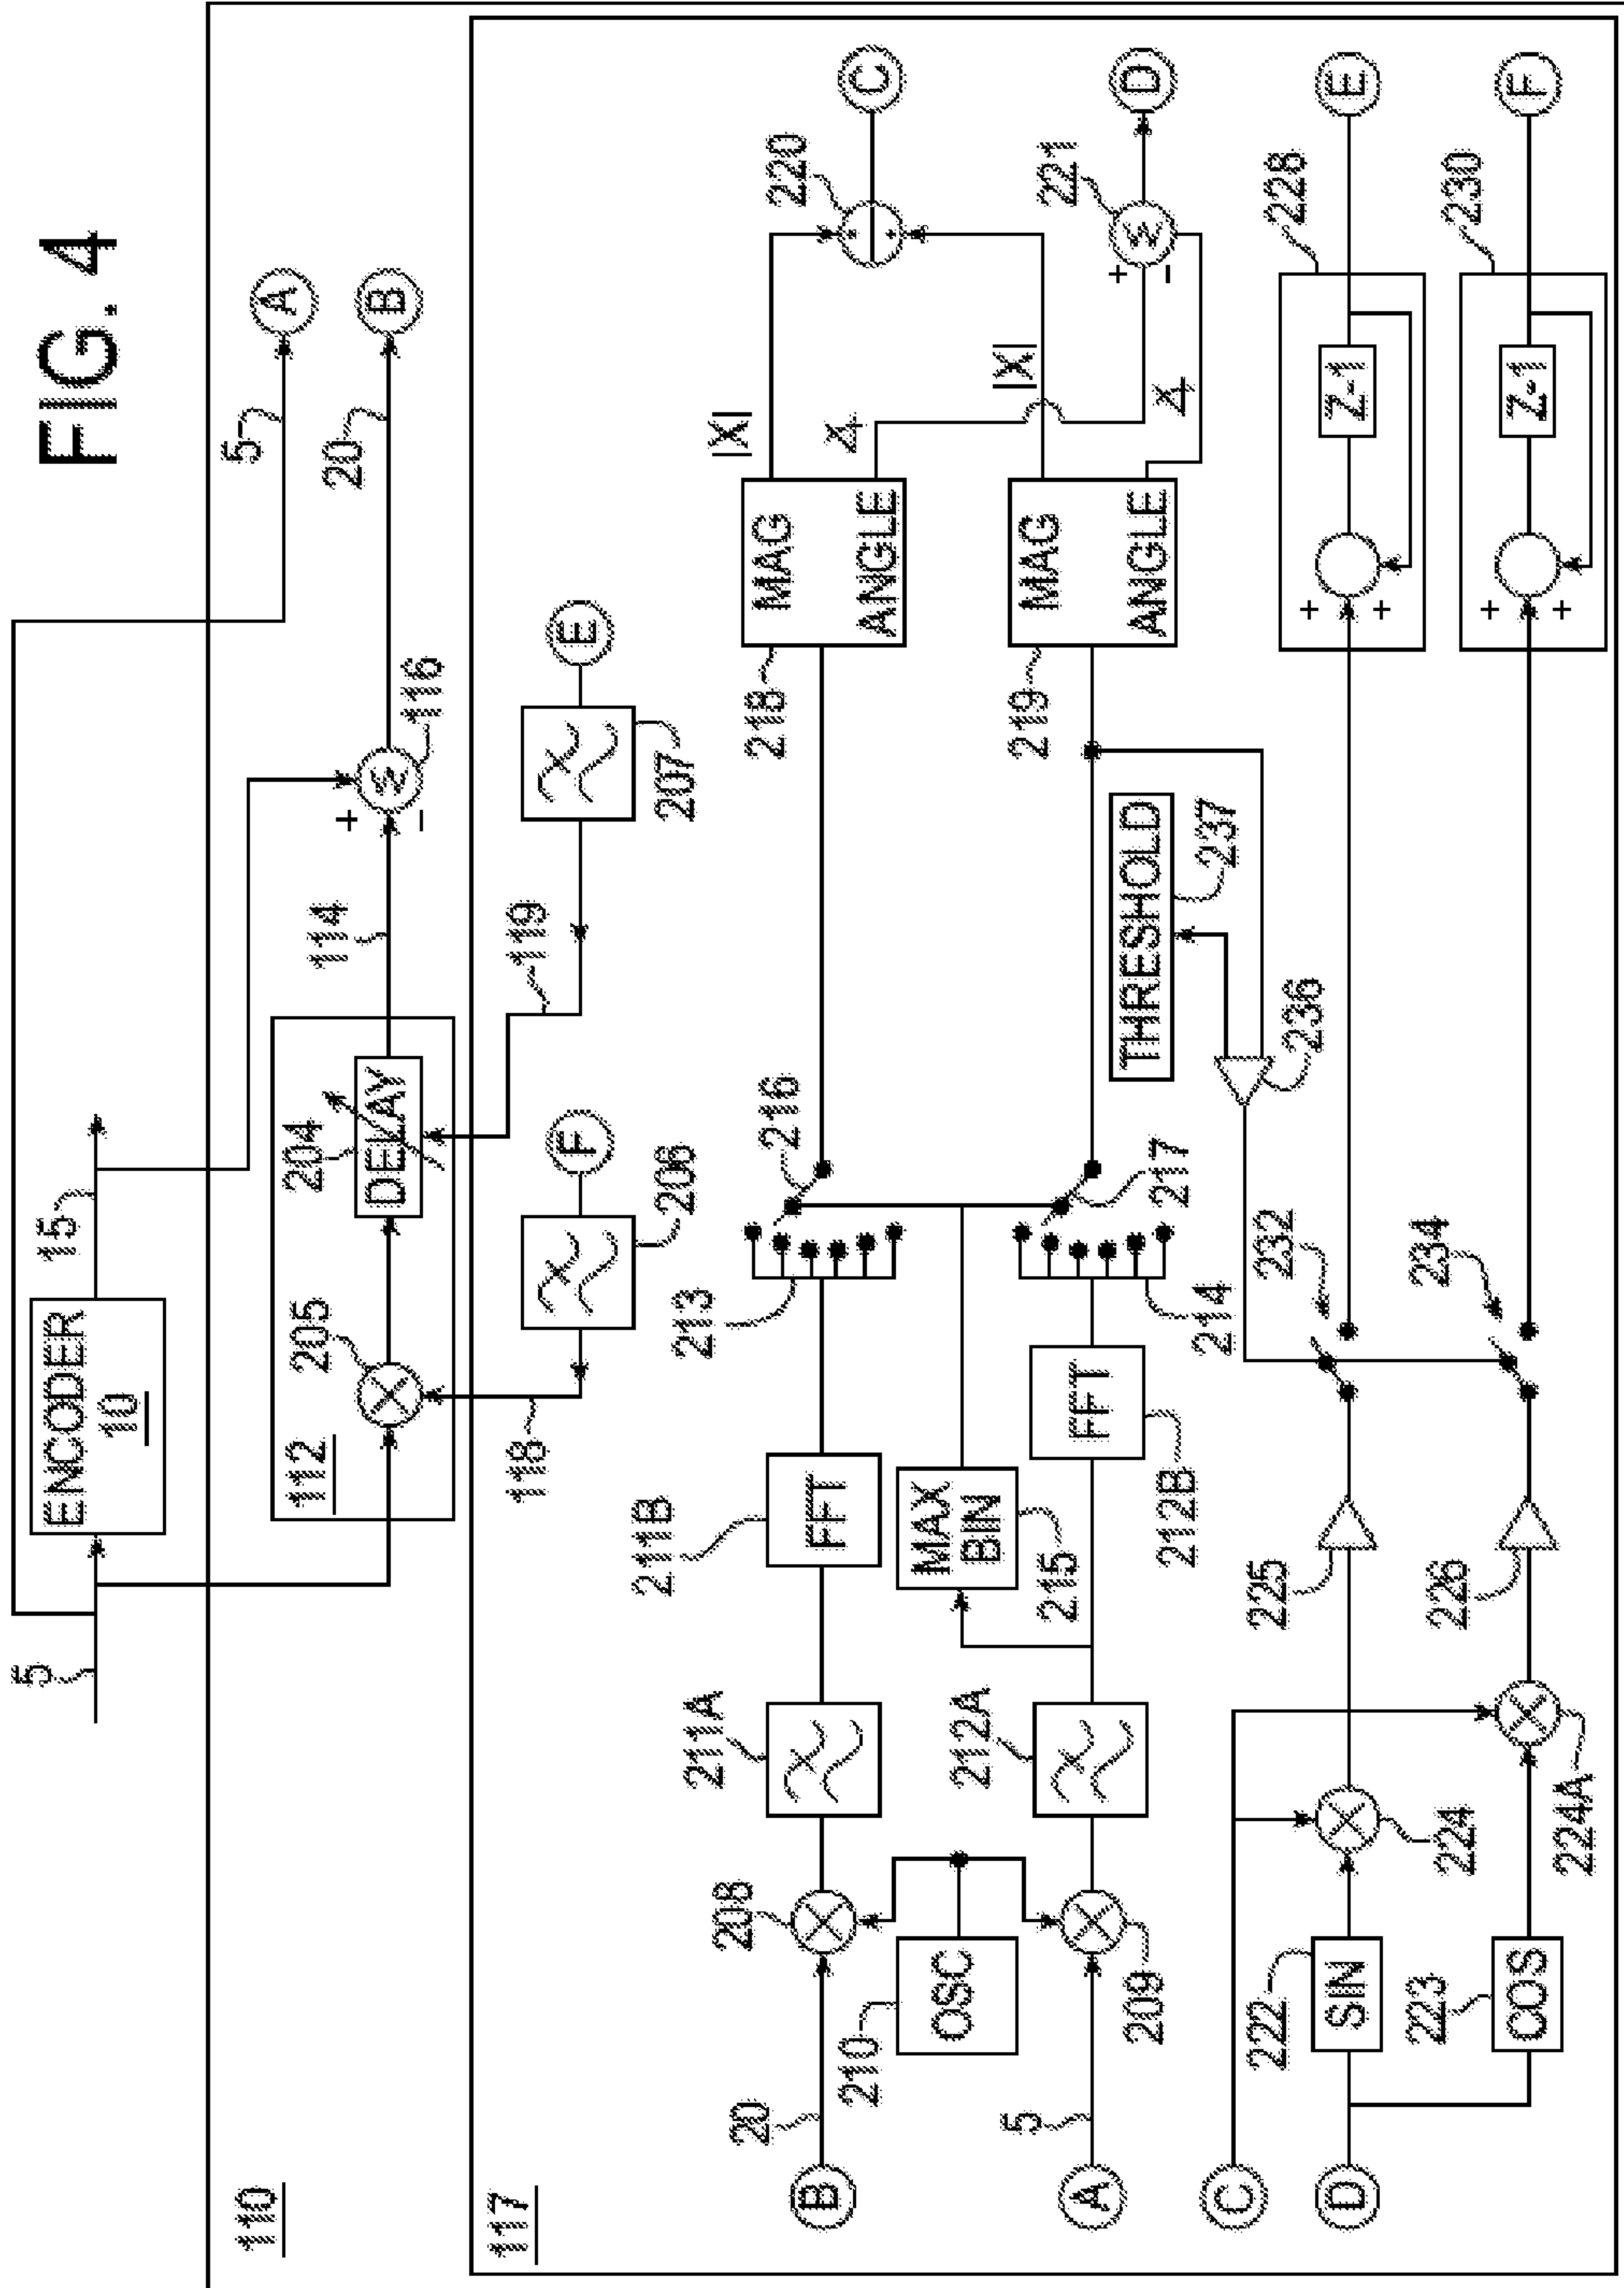 FIG. 4
5
ENCODER
10
15
5
A
110
112
205
204
DELAY
114
+
-
Σ
116
20
B
117
118
206
F
119
207
E
B
20
208
211A
211B
FFT
213
216
218
MAG
ANGLE
|X|
220
C
210
OSC
215
MAX
BIN
A
5
209
212A
212B
FFT
214
217
219
MAG
ANGLE
|X|
+
-
Σ
221
D
THRESHOLD
237
236
C
D
222
SIN
224
225
232
+
+
Z-1
228
E
223
COS
224A
226
234
+
+
Z-1
230
F